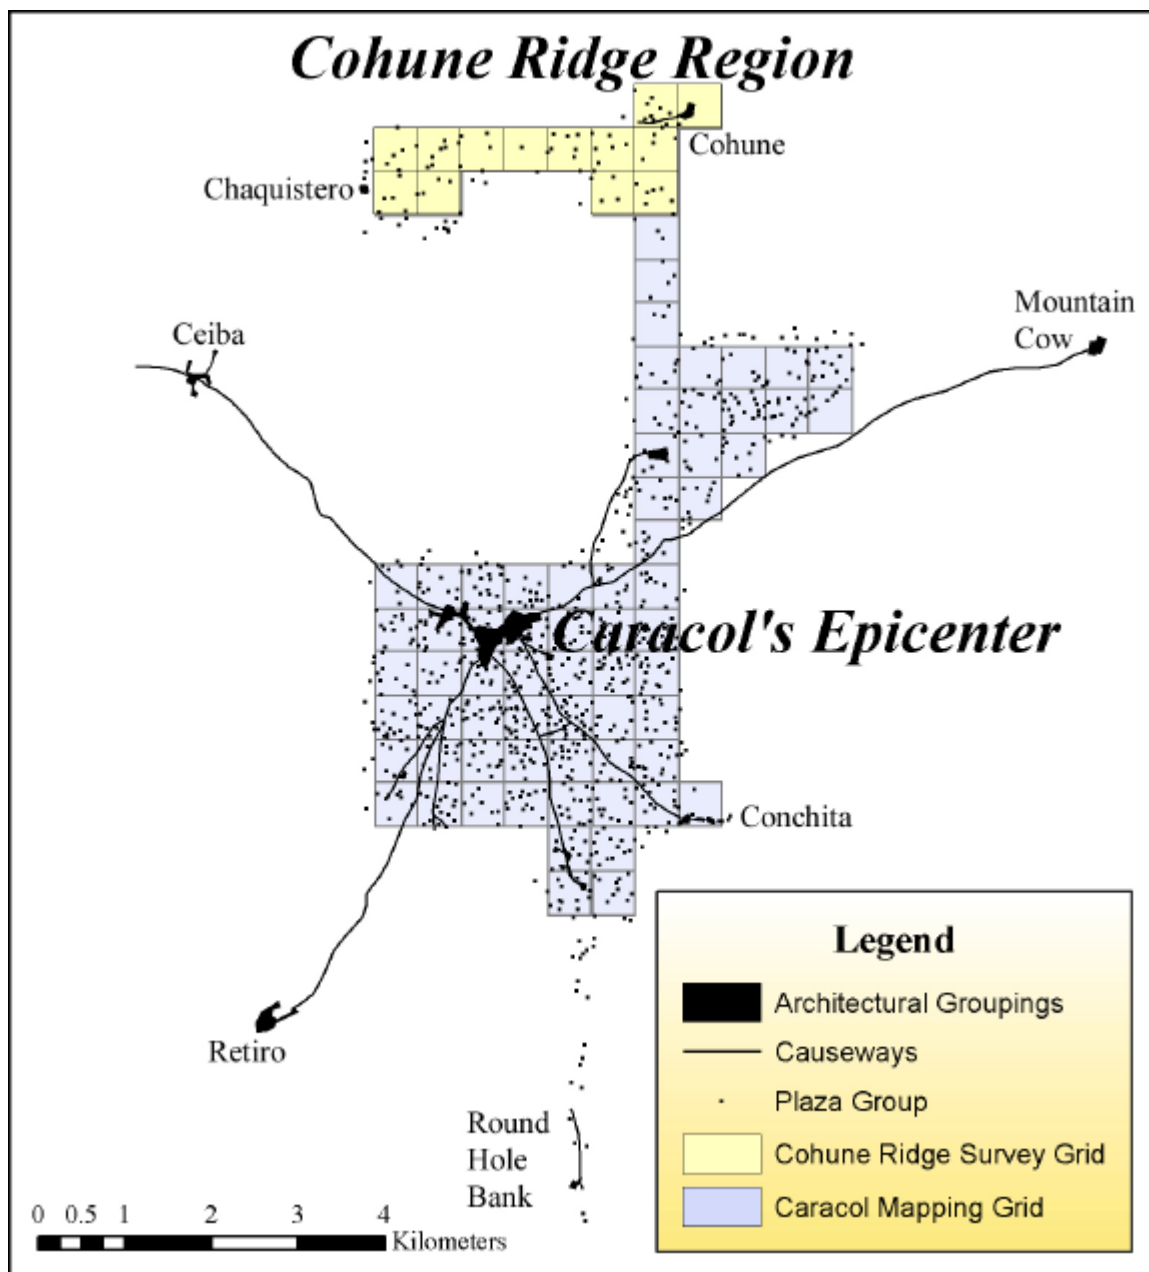 Cohune Ridge Region
Cohune
Chaquistero
Mountain
Cow
Ceiba
Caracol's Epicenter
Conchita
Retiro
Round
Hole
Bank
0 0.5 1 2 3 4
Kilometers
Legend
Architectural Groupings
Causeways
Plaza Group
Cohune Ridge Survey Grid
Caracol Mapping Grid